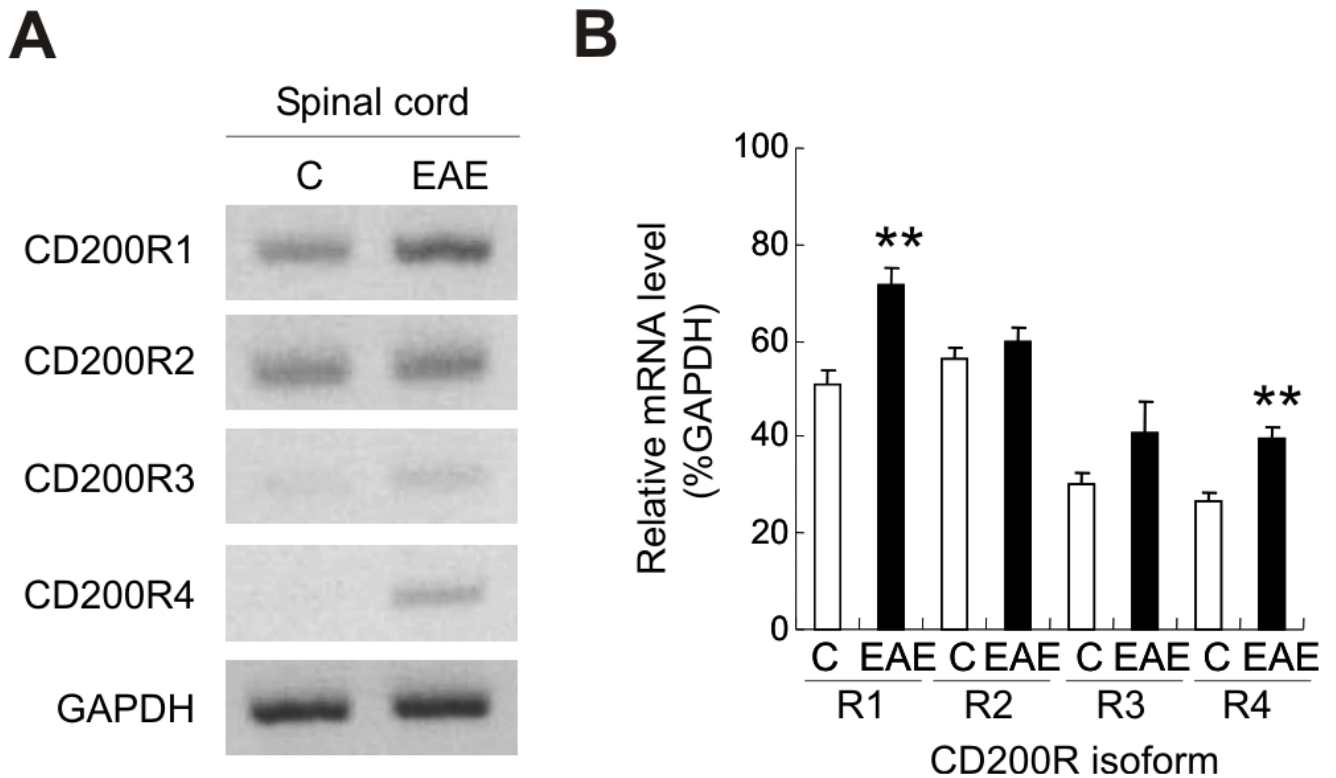 A
Spinal cord
C EAE
CD200R1
CD200R2
CD200R3
CD200R4
GAPDH
B
Relative mRNA level
(%GAPDH)
100
80
60
40
20
0
**
**
C EAE C EAE C EAE C EAE
R1 R2 R3 R4
CD200R isoform